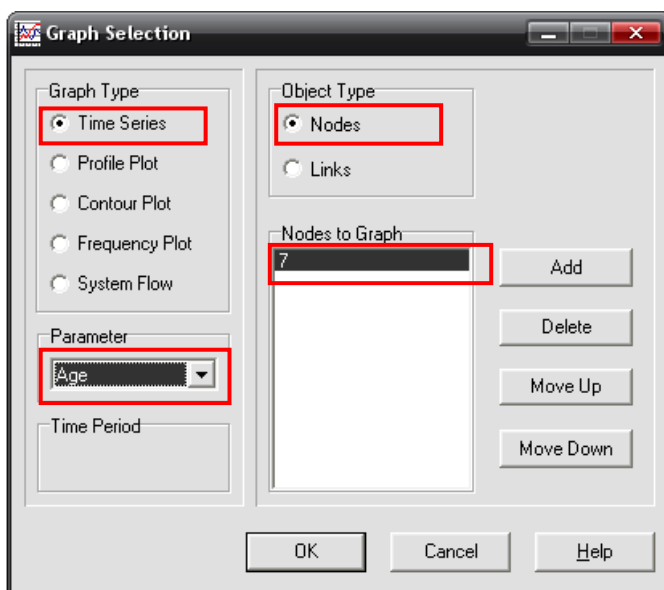 Graph Selection
Graph Type
Time Series
Profile Plot
Contour Plot
Frequency Plot
System Flow
Parameter
Age
Time Period
Object Type
Nodes
Links
Nodes to Graph
7
Add
Delete
Move Up
Move Down
OK
Cancel
Help